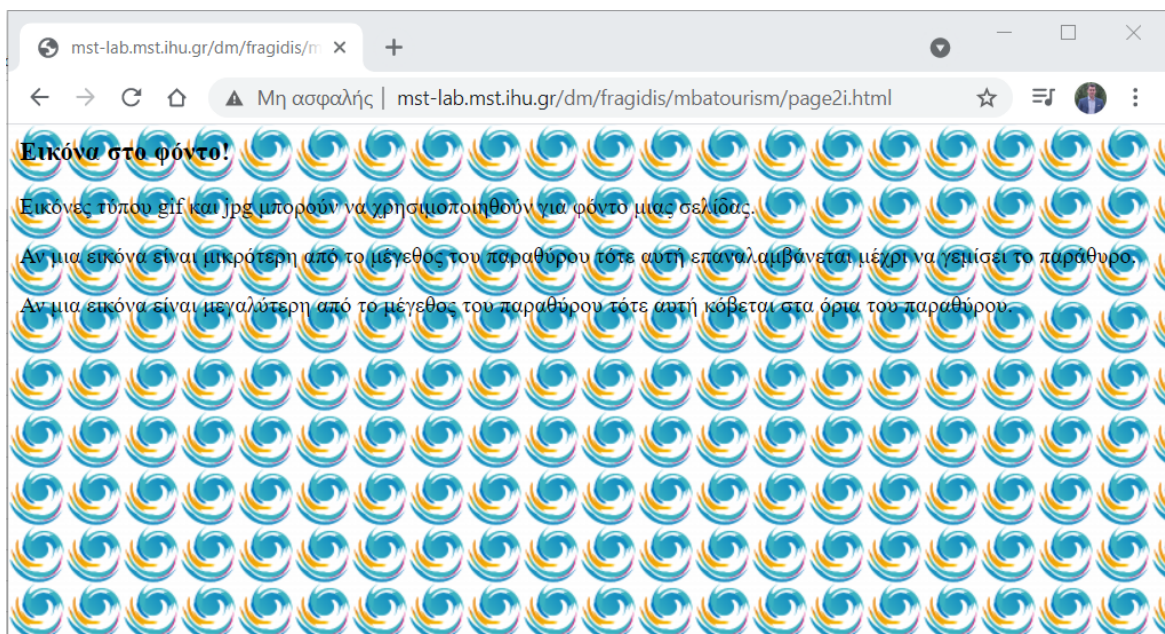 mst-lab.mst.ihu.gr/dm/fragidis/m
Μη ασφαλής | mst-lab.mst.ihu.gr/dm/fragidis/mbatourism/page2i.html
Εικόνα στο φόντο!
Εικόνες τύπου gif και jpg μπορούν να χρησιμοποιηθούν για φόντο μιας σελίδας.
Αν μια εικόνα είναι μικρότερη από το μέγεθος του παραθύρου τότε αυτή επαναλαμβάνεται μέχρι να γεμίσει το παράθυρο.
Αν μια εικόνα είναι μεγαλύτερη από το μέγεθος του παραθύρου τότε αυτή κόβεται στα όρια του παραθύρου.